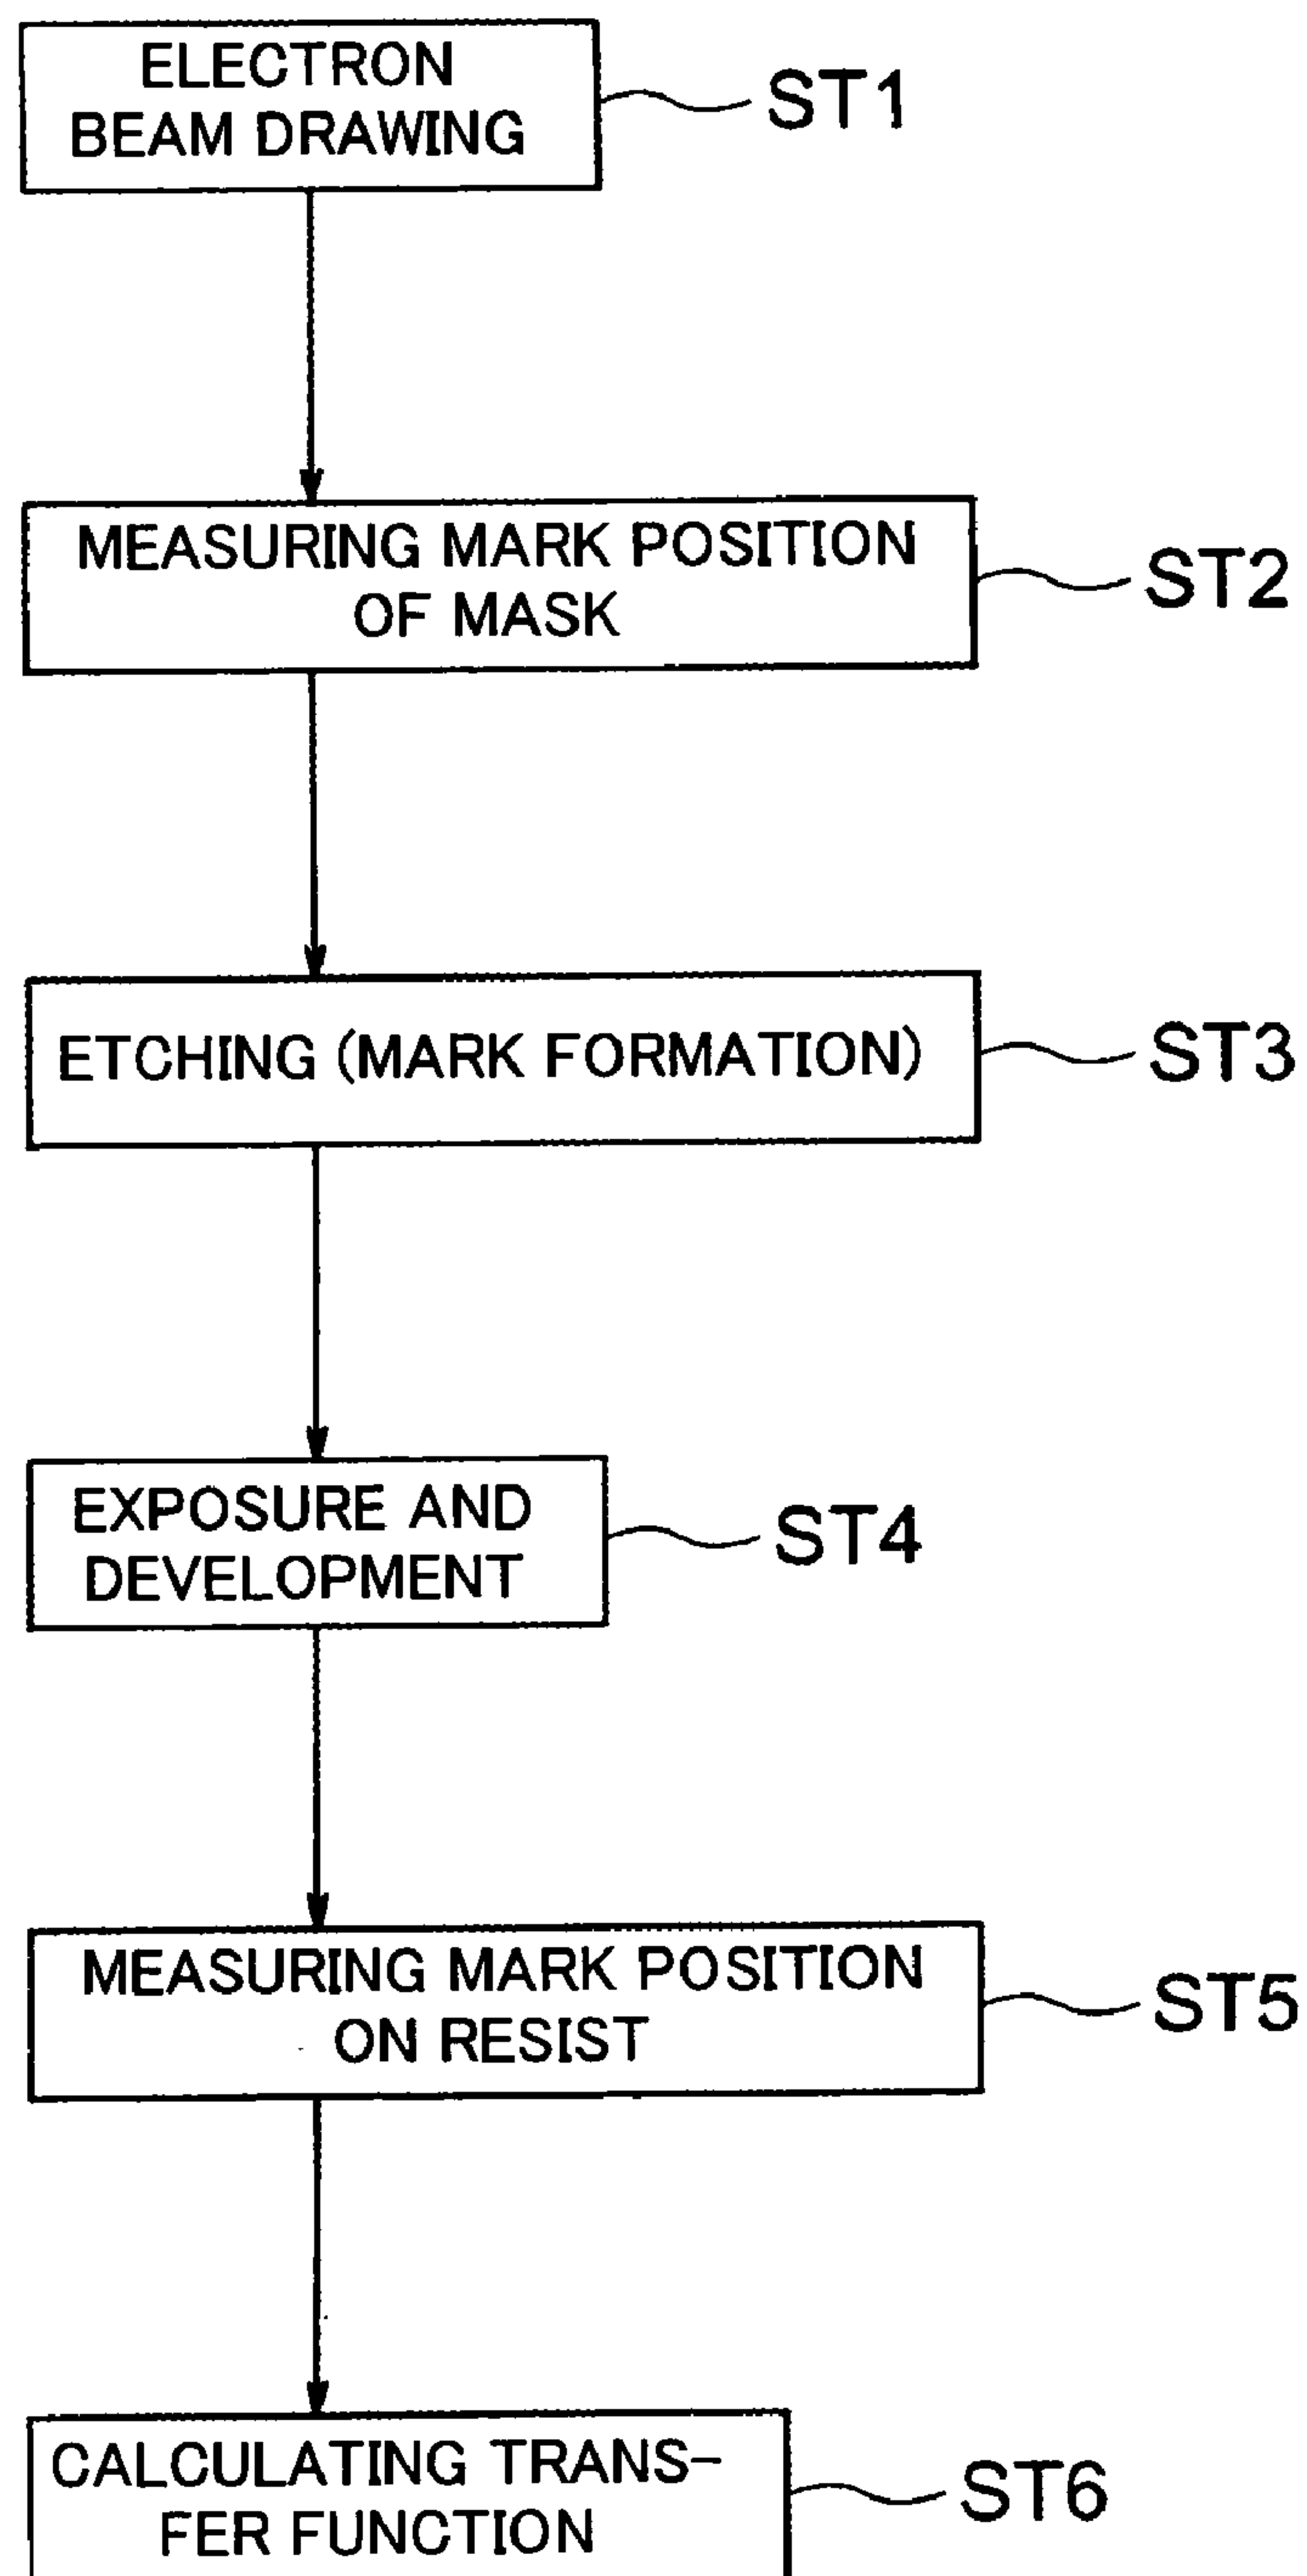 ELECTRON
BEAM DRAWING
ST1
MEASURING MARK POSITION
OF MASK
ST2
ETCHING (MARK FORMATION)
ST3
EXPOSURE AND
DEVELOPMENT
ST4
MEASURING MARK POSITION
ON RESIST
ST5
CALCULATING TRANS-
FER FUNCTION
ST6